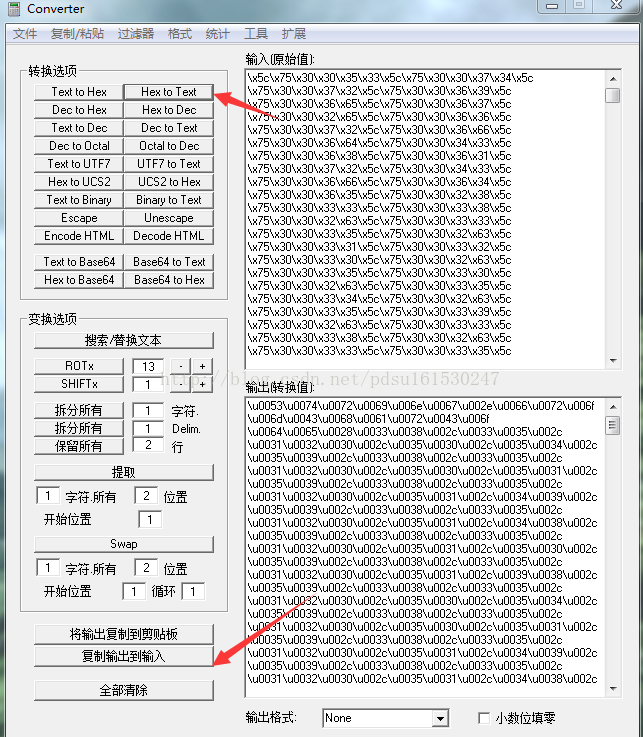 Converter
文件 复制/粘贴 过滤器 格式 统计 工具 扩展
转换选项
Text to Hex Hex to Text
Dec to Hex Hex to Dec
Text to Dec Dec to Text
Dec to Octal Octal to Dec
Text to UTF7 UTF7 to Text
Hex to UCS2 UCS2 to Hex
Text to Binary Binary to Text
Escape Unescape
Encode HTML Decode HTML
Text to Base64 Base64 to Text
Hex to Base64 Base64 to Hex
变换选项
搜索/替换文本
ROTx 13 - +
SHIFTx 1 +
拆分所有 1 字符.
拆分所有 1 Delim.
保留所有 2 行
提取
1 字符.所有 2 位置
开始位置 1
Swap
1 字符.所有 2 位置
开始位置 1 循环 1
将输出复制到剪贴板
复制输出到输入
全部清除
输入(原始值):
\x5c\x75\x30\x30\x35\x33\x5c\x75\x30\x30\x37\x34\x5c
\x75\x30\x30\x37\x32\x5c\x75\x30\x30\x36\x39\x5c
\x75\x30\x30\x36\x65\x5c\x75\x30\x30\x36\x37\x5c
\x75\x30\x30\x32\x65\x5c\x75\x30\x30\x36\x36\x5c
\x75\x30\x30\x37\x32\x5c\x75\x30\x30\x36\x66\x5c
\x75\x30\x30\x36\x64\x5c\x75\x30\x30\x34\x33\x5c
\x75\x30\x30\x36\x38\x5c\x75\x30\x30\x36\x31\x5c
\x75\x30\x30\x37\x32\x5c\x75\x30\x30\x34\x33\x5c
\x75\x30\x30\x36\x66\x5c\x75\x30\x30\x36\x34\x5c
\x75\x30\x30\x36\x35\x5c\x75\x30\x30\x32\x38\x5c
\x75\x30\x30\x33\x33\x5c\x75\x30\x30\x33\x38\x5c
\x75\x30\x30\x32\x63\x5c\x75\x30\x30\x33\x33\x5c
\x75\x30\x30\x33\x35\x5c\x75\x30\x30\x32\x63\x5c
\x75\x30\x30\x33\x31\x5c\x75\x30\x30\x33\x32\x5c
\x75\x30\x30\x33\x30\x5c\x75\x30\x30\x32\x63\x5c
\x75\x30\x30\x33\x35\x5c\x75\x30\x30\x33\x30\x5c
\x75\x30\x30\x32\x63\x5c\x75\x30\x30\x33\x35\x5c
\x75\x30\x30\x33\x34\x5c\x75\x30\x30\x32\x63\x5c
\x75\x30\x30\x33\x35\x5c\x75\x30\x30\x33\x39\x5c
\x75\x30\x30\x32\x63\x5c\x75\x30\x30\x33\x33\x5c
\x75\x30\x30\x33\x38\x5c\x75\x30\x30\x32\x63\x5c
\x75\x30\x30\x33\x33\x5c\x75\x30\x30\x33\x35\x5c
http://blog.csdn.net/pdsu161530247
输出(转换值):
\u0053\u0074\u0072\u0069\u006e\u0067\u002e\u0066\u0072\u006f
\u006d\u0043\u0068\u0061\u0072\u0043\u006f
\u0064\u0065\u0028\u0033\u0038\u002c\u0033\u0035\u002c
\u0031\u0032\u0030\u002c\u0035\u0030\u002c\u0035\u0034\u002c
\u0035\u0039\u002c\u0033\u0038\u002c\u0033\u0035\u002c
\u0031\u0032\u0030\u002c\u0035\u0030\u002c\u0035\u0031\u002c
\u0035\u0039\u002c\u0033\u0038\u002c\u0033\u0035\u002c
\u0031\u0032\u0030\u002c\u0035\u0031\u002c\u0034\u0039\u002c
\u0035\u0039\u002c\u0033\u0038\u002c\u0033\u0035\u002c
\u0031\u0032\u0030\u002c\u0035\u0031\u002c\u0034\u0038\u002c
\u0035\u0039\u002c\u0033\u0038\u002c\u0033\u0035\u002c
\u0031\u0032\u0030\u002c\u0035\u0031\u002c\u0039\u0038\u002c
\u0035\u0039\u002c\u0033\u0038\u002c\u0033\u0035\u002c
\u0031\u0032\u0030\u002c\u0035\u0030\u002c\u0035\u0034\u002c
\u0035\u0039\u002c\u0033\u0038\u002c\u0033\u0035\u002c
\u0031\u0032\u0030\u002c\u0035\u0030\u002c\u0035\u0031\u002c
\u0035\u0039\u002c\u0033\u0038\u002c\u0033\u0035\u002c
\u0031\u0032\u0030\u002c\u0035\u0031\u002c\u0034\u0039\u002c
\u0035\u0039\u002c\u0033\u0038\u002c\u0033\u0035\u002c
\u0031\u0032\u0030\u002c\u0035\u0031\u002c\u0034\u0038\u002c
输出格式: None 小数位填零